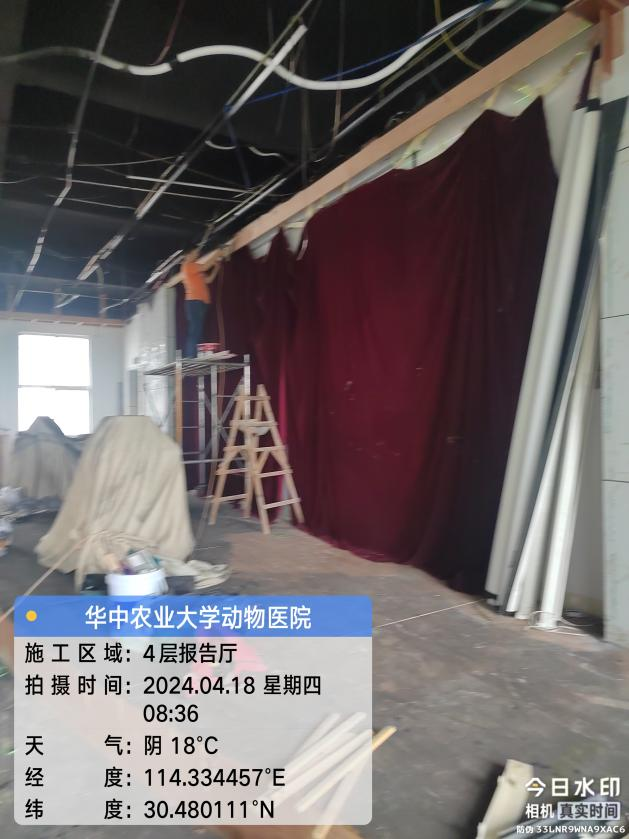 华中农业大学动物医院
施工区域：4层报告厅
拍摄时间：2024.04.18 星期四
08:36
天气：阴 18°C
经度：114.334457°E
纬度：30.480111°N
今日水印
相机 真实时间
防伪 33LNR9WNA9XAC6